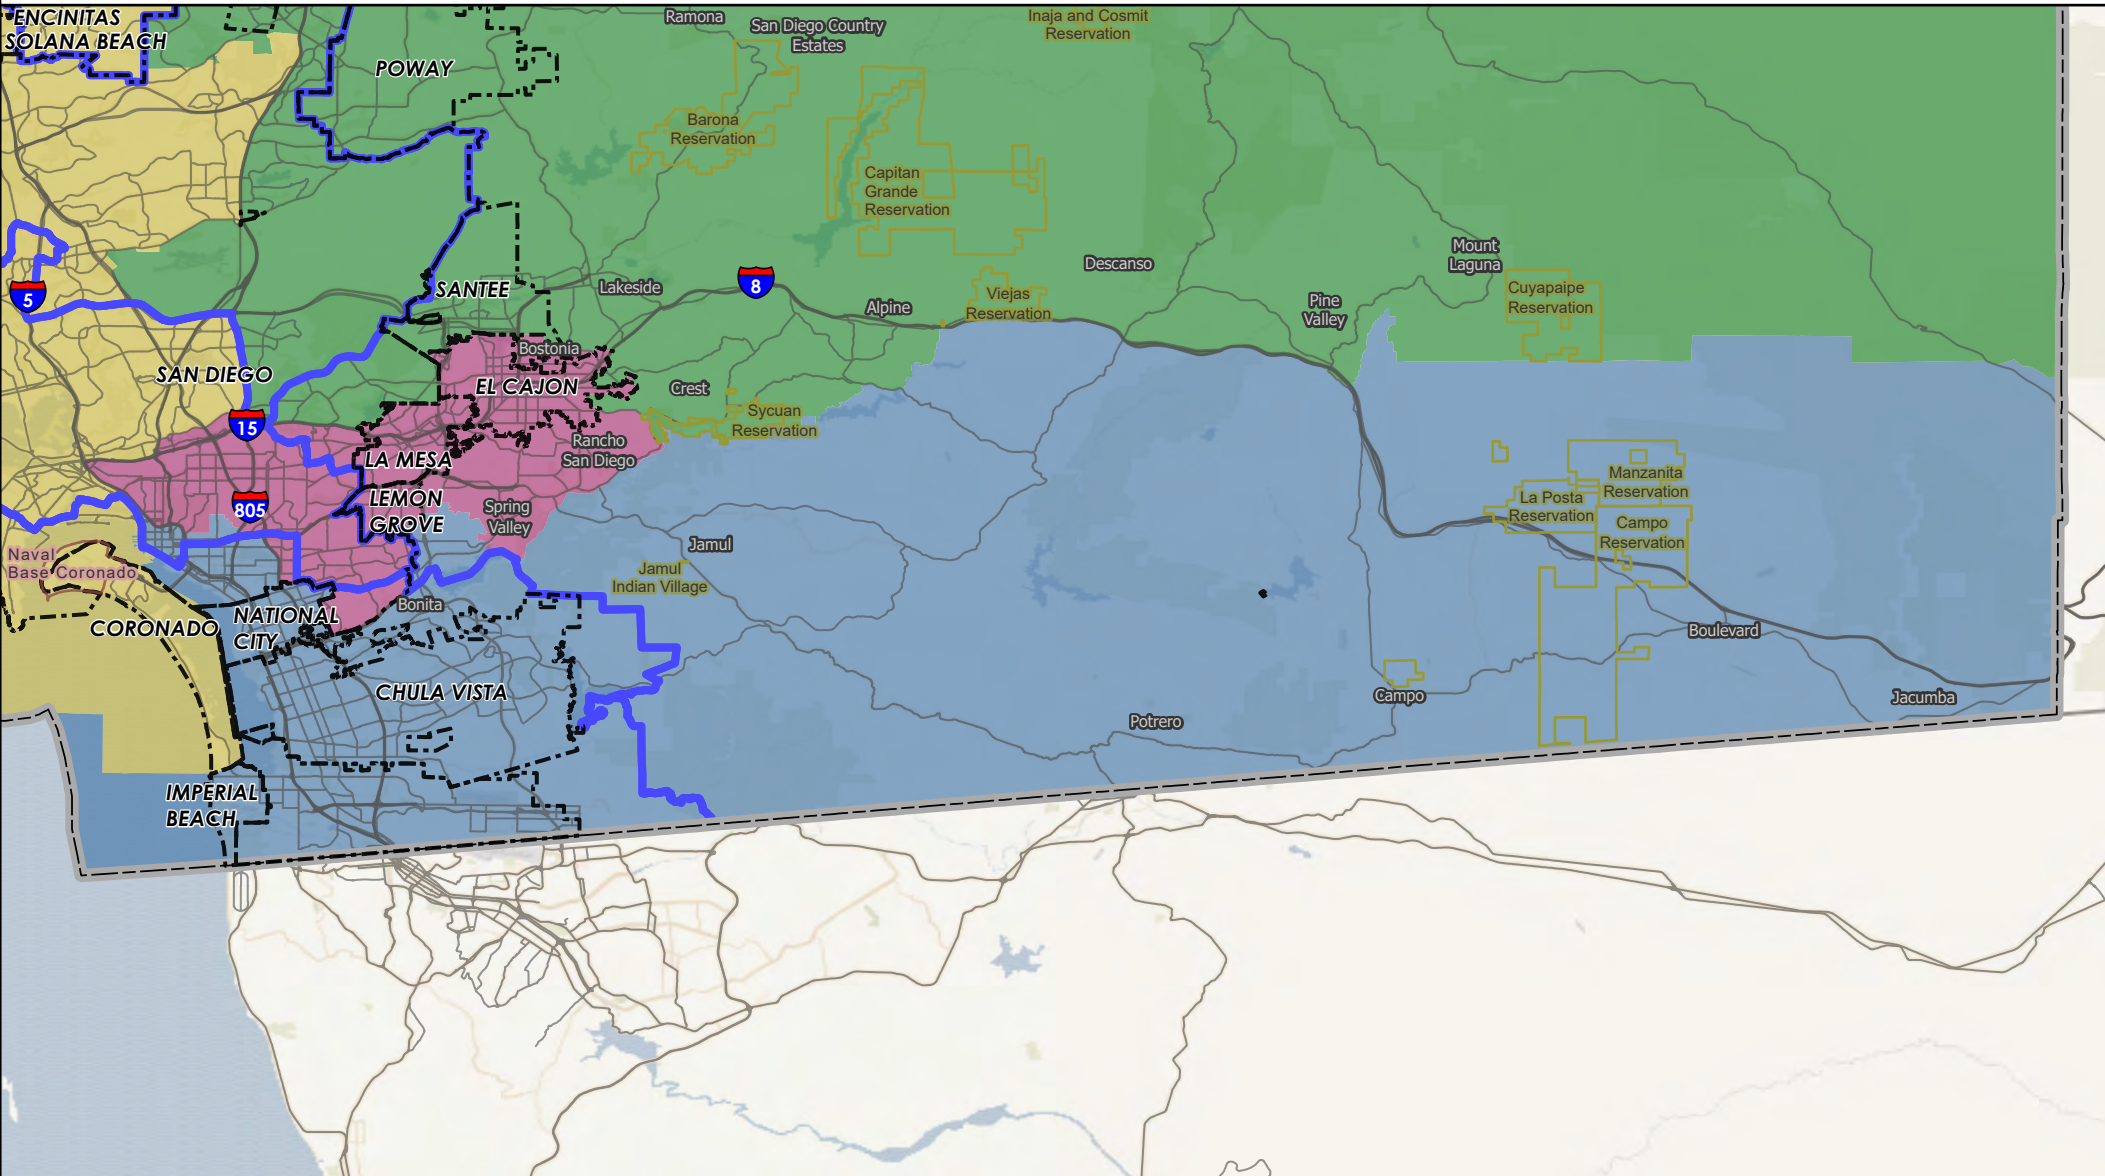 ENCINITAS
SOLANA BEACH
Ramona
San Diego Country
Estates
Inaja and Cosmit
Reservation
POWAY
Barona
Reservation
Capitan
Grande
Reservation
Descanso
Mount
Laguna
5
SANTEE
Lakeside
8
Alpine
Viejas
Reservation
Pine
Valley
Cuyapaipe
Reservation
Bostonia
SAN DIEGO
EL CAJON
Crest
15
Sycuan
Reservation
Rancho
San Diego
LA MESA
Manzanita
Reservation
805
LEMON
GROVE
Spring
Valley
La Posta
Reservation
Campo
Reservation
Naval
Base Coronado
Jamul
Jamul
Indian Village
Bonita
CORONADO
NATIONAL
CITY
Boulevard
CHULA VISTA
Campo
Jacumba
Potrero
IMPERIAL
BEACH